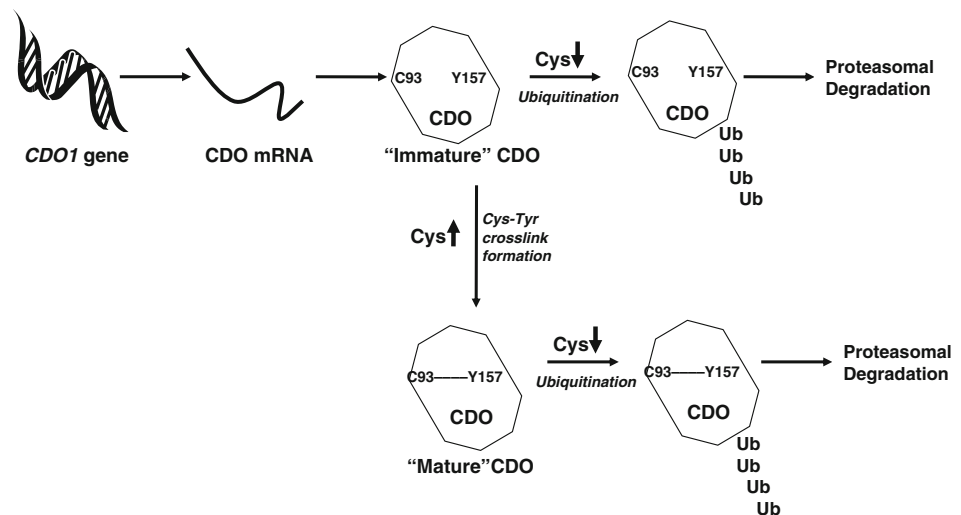 C93 Y157
CDO
Cys
Ubiquitination
C93 Y157
CDO
Ub
Ub
Ub
Ub
Proteasomal
Degradation
CDO1 gene
CDO mRNA
“Immature” CDO
Cys
Cys-Tyr
crosslink
formation
C93 Y157
CDO
“Mature”CDO
Cys
Ubiquitination
C93 Y157
CDO
Ub
Ub
Ub
Ub
Proteasomal
Degradation